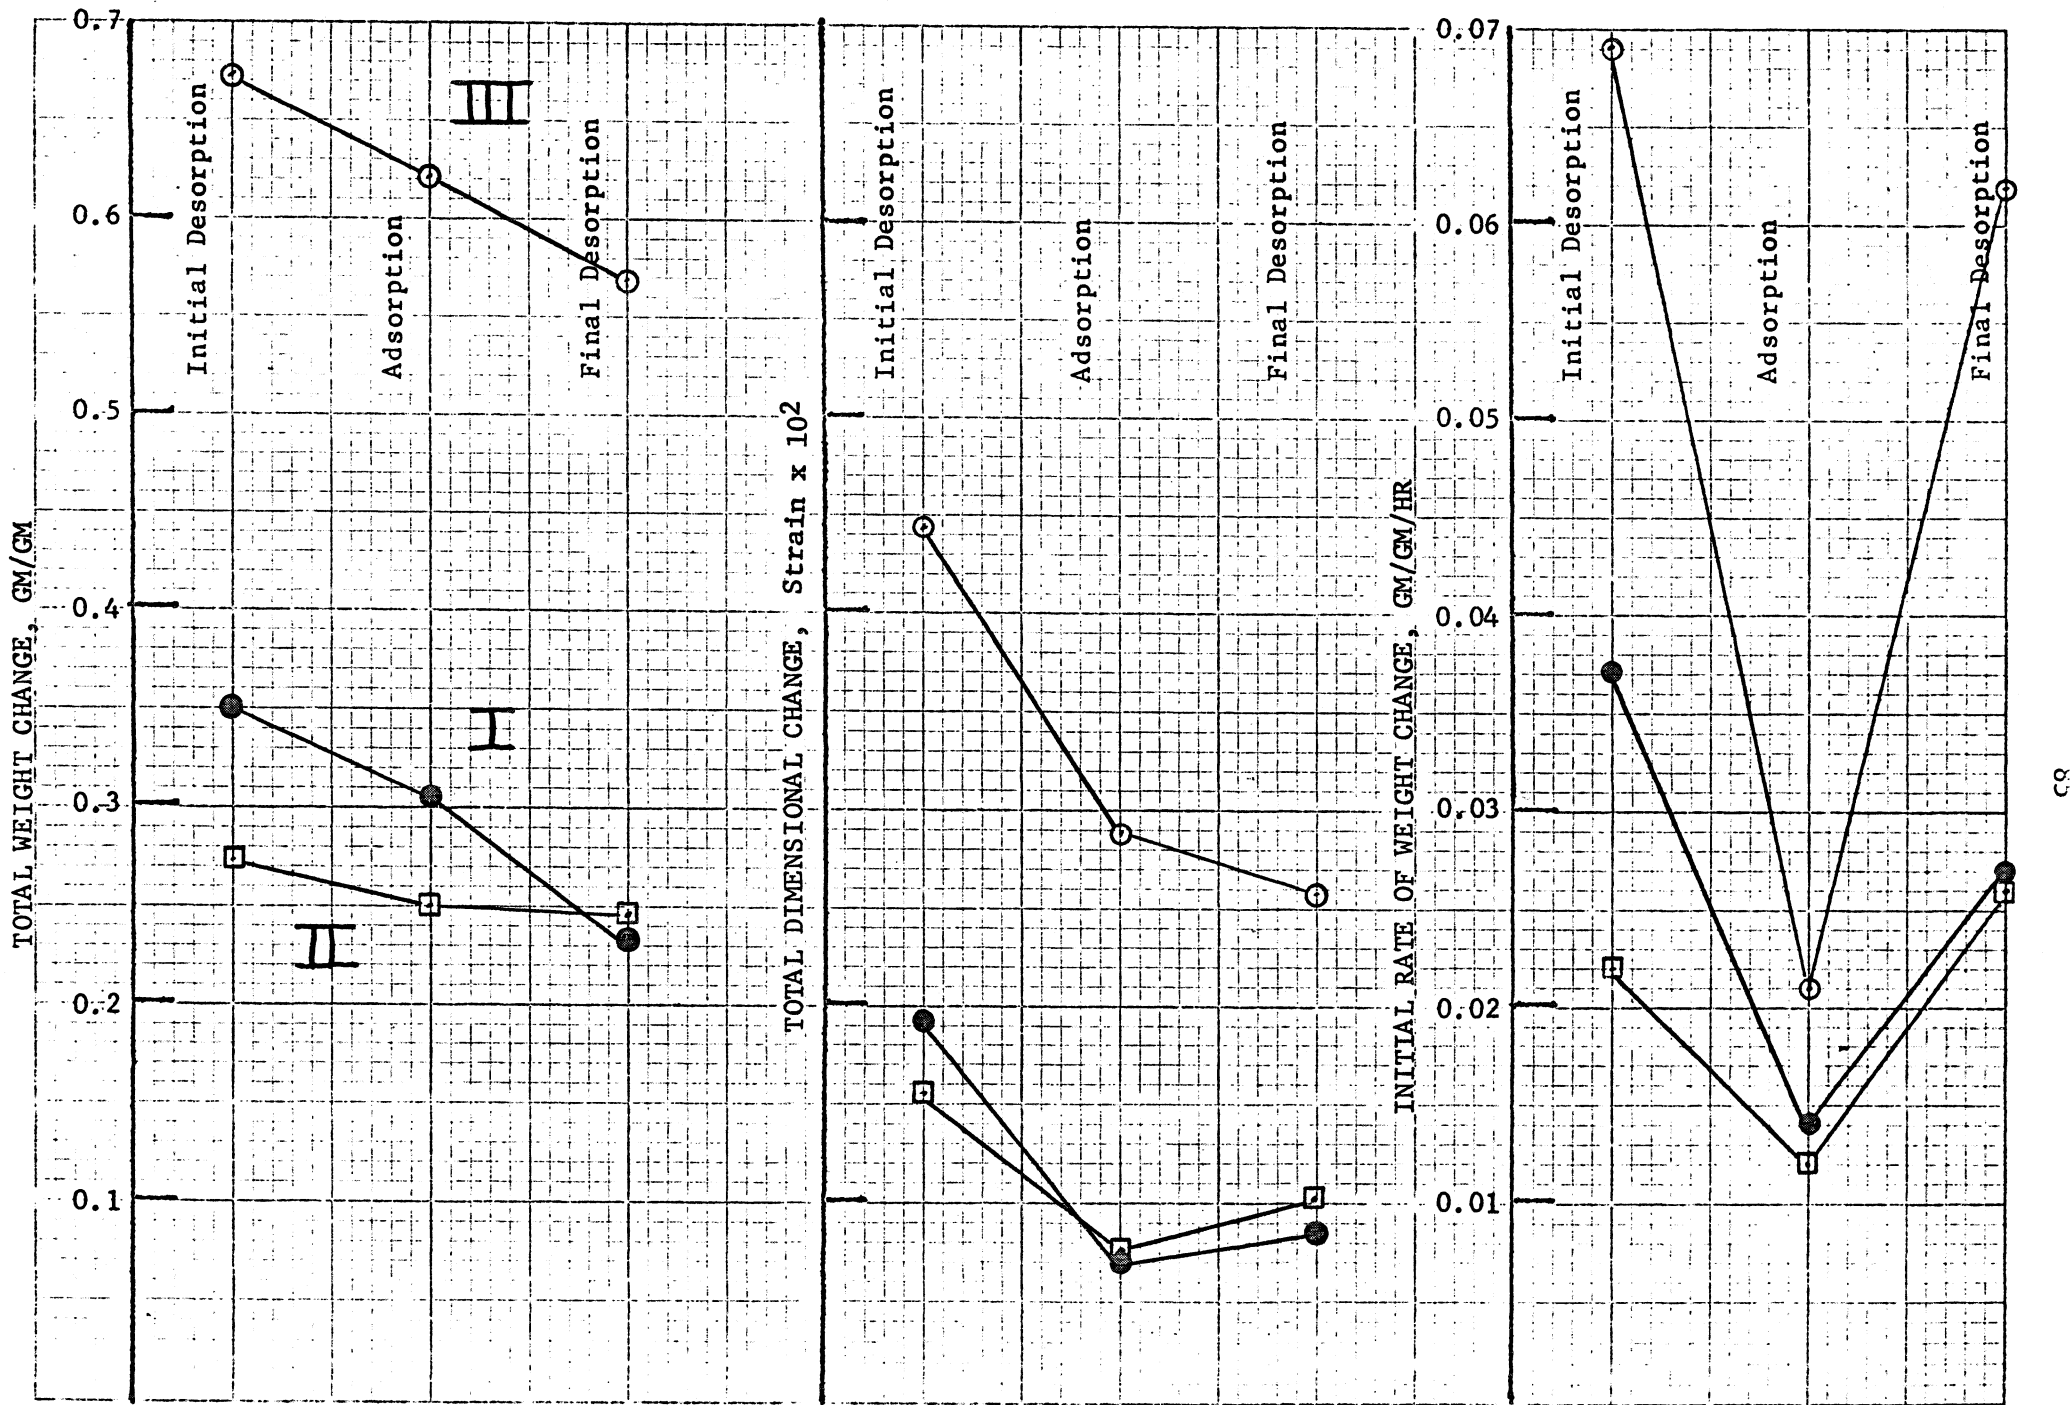 TOTAL WEIGHT CHANGE, GM/GM
0.7
0.6
0.5
0.4
0.3
0.2
0.1
Initial Desorption
Adsorption
Final Desorption
III
I
II
TOTAL DIMENSIONAL CHANGE, Strain x 10²
Initial Desorption
Adsorption
Final Desorption
INITIAL RATE OF WEIGHT CHANGE, GM/GM/HR
0.07
0.06
0.05
0.04
0.03
0.02
0.01
Initial Desorption
Adsorption
Final Desorption